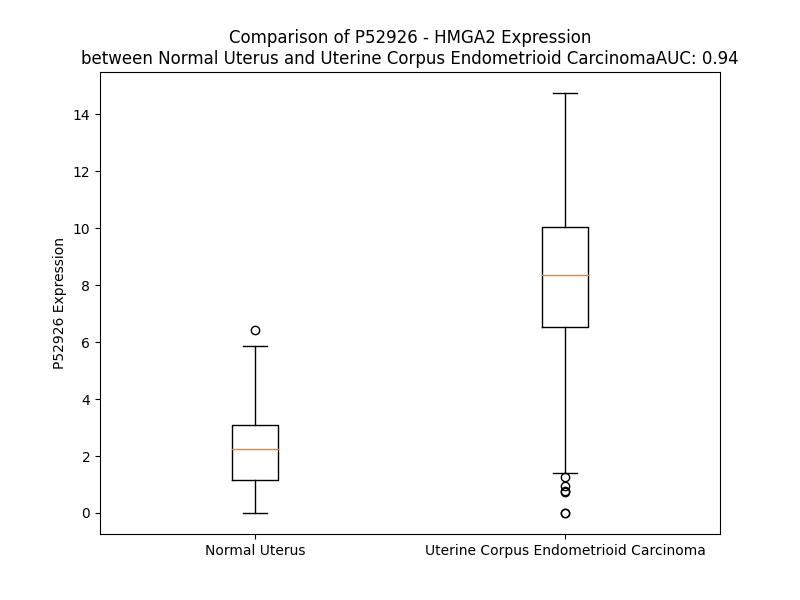 Comparison of P52926 - HMGA2 Expression
between Normal Uterus and Uterine Corpus Endometrioid CarcinomaAUC: 0.94
P52926 Expression
14
12
10
8
6
4
2
0
Normal Uterus
Uterine Corpus Endometrioid Carcinoma